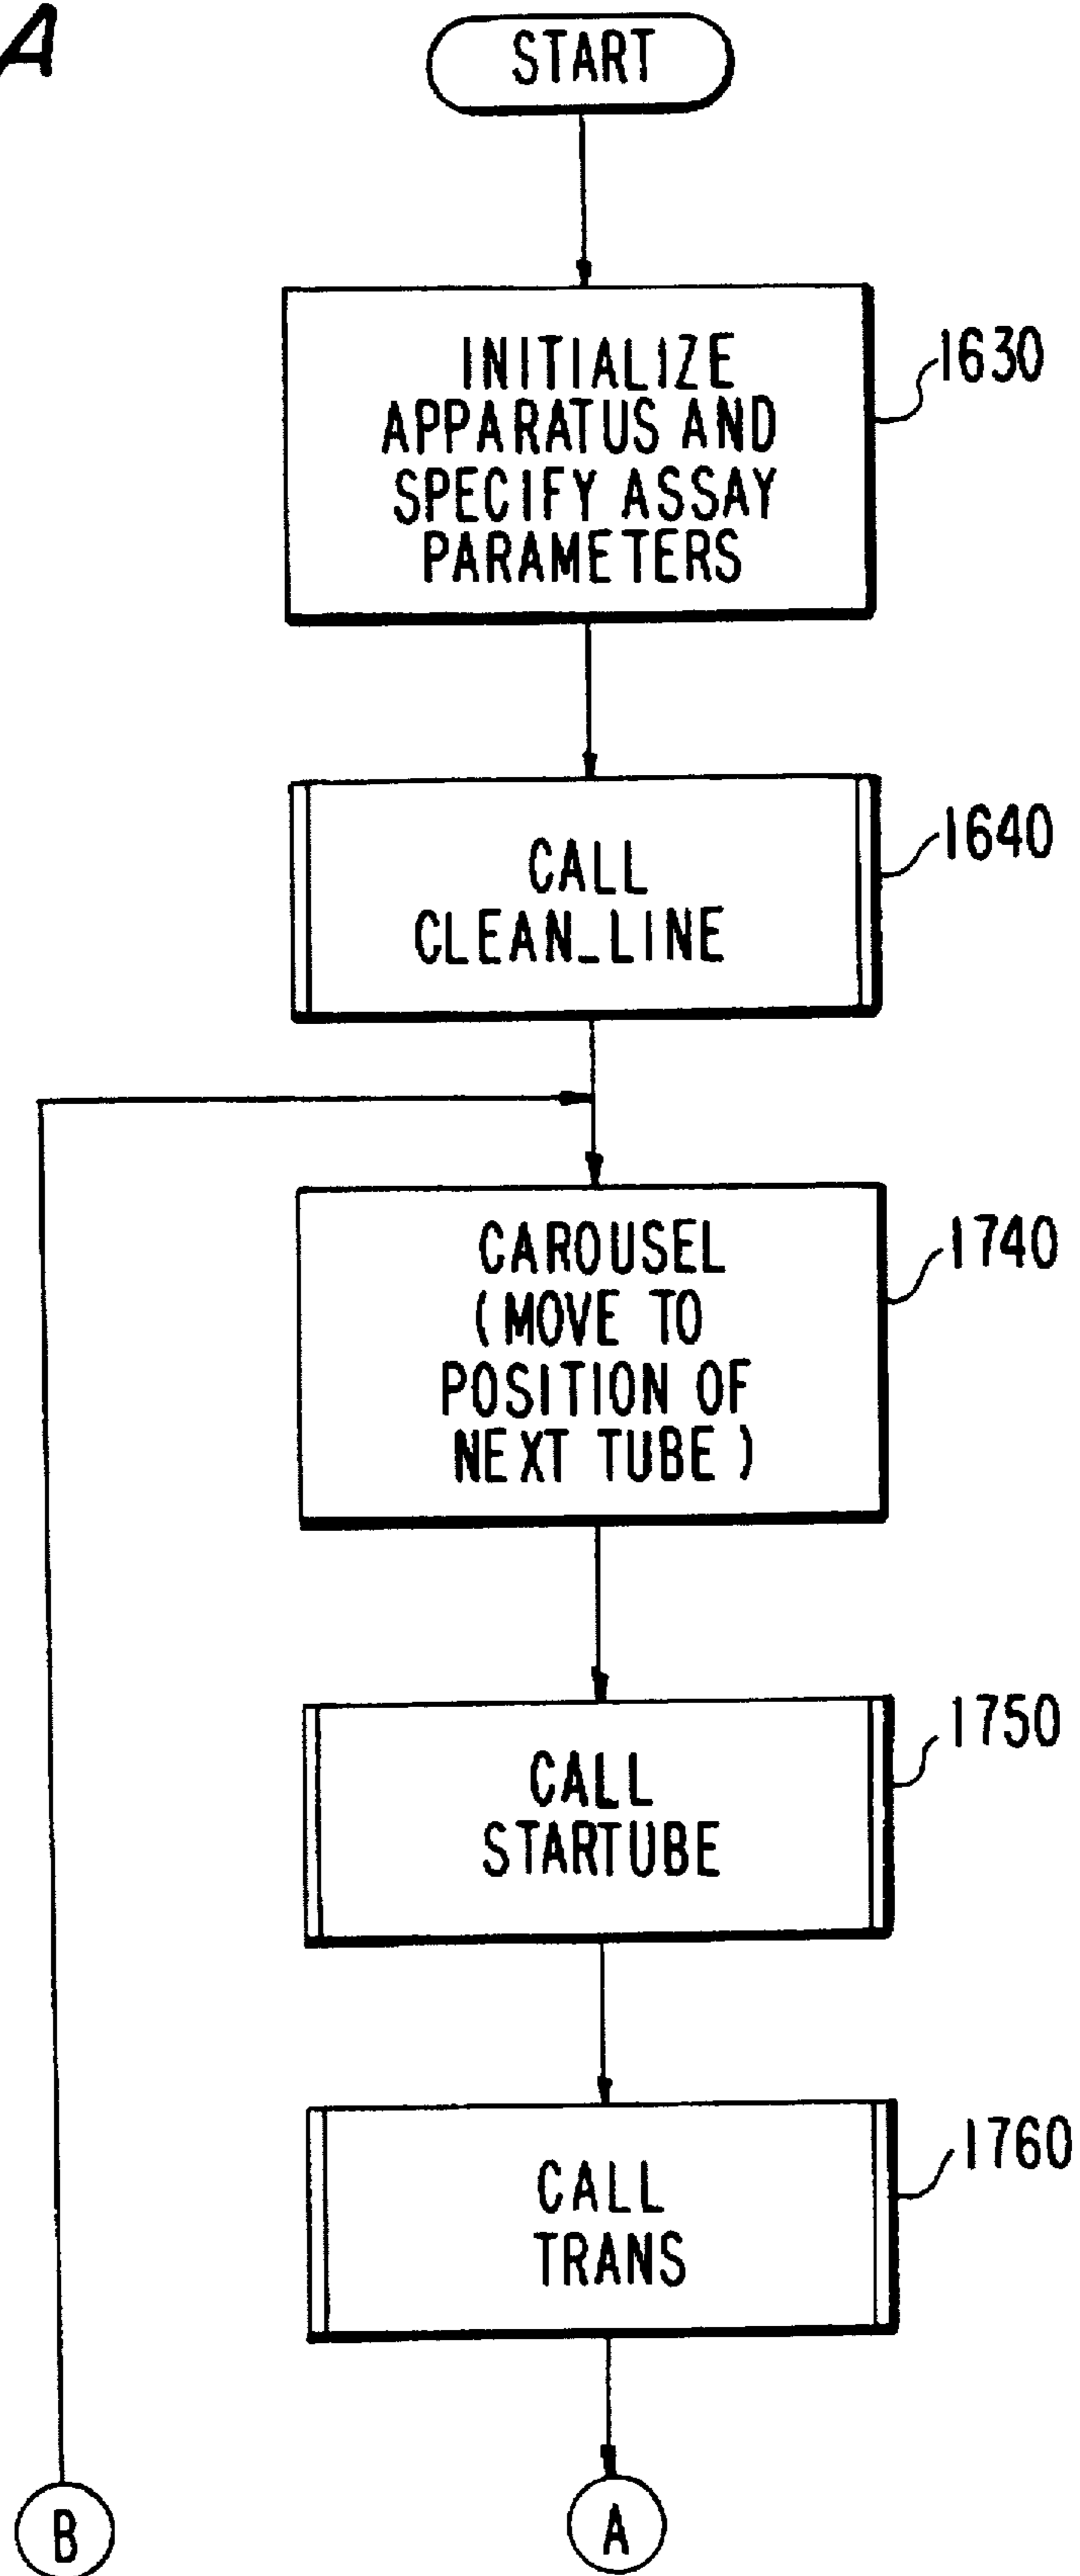 A
START
INITIALIZE
APPARATUS AND
SPECIFY ASSAY
PARAMETERS
1630
CALL
CLEAN_LINE
1640
CAROUSEL
(MOVE TO
POSITION OF
NEXT TUBE)
1740
CALL
STARTUBE
1750
CALL
TRANS
1760
B
A